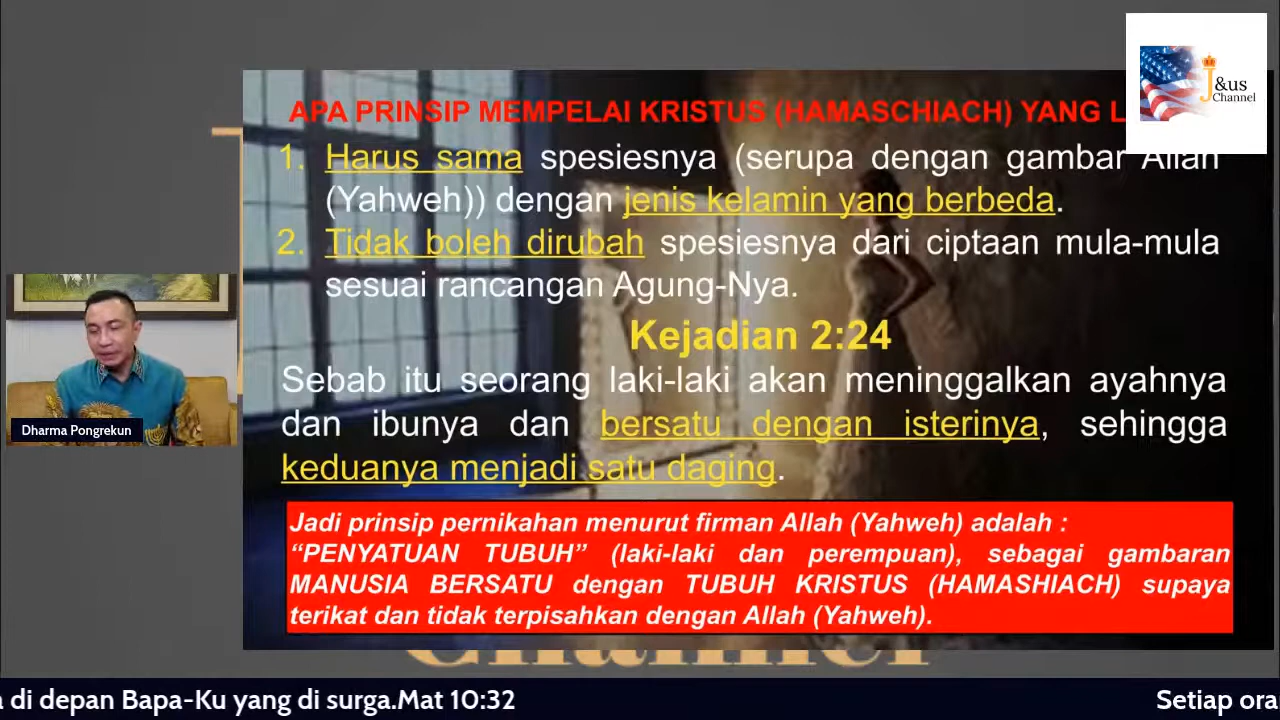 J&us
Channel
APA PRINSIP MEMPELAI KRISTUS (HAMASCHIACH) YANG
1. Harus sama spesiesnya (serupa dengan gambar Allah
(Yahweh)) dengan jenis kelamin yang berbeda.
2. Tidak boleh dirubah spesiesnya dari ciptaan mula-mula
sesuai rancangan Agung-Nya.
Kejadian 2:24
Sebab itu seorang laki-laki akan meninggalkan ayahnya
dan ibunya dan bersatu dengan isterinya, sehingga
keduanya menjadi satu daging.
Jadi prinsip pernikahan menurut firman Allah (Yahweh) adalah :
“PENYATUAN TUBUH” (laki-laki dan perempuan), sebagai gambaran
MANUSIA BERSATU dengan TUBUH KRISTUS (HAMASHIACH) supaya
terikat dan tidak terpisahkan dengan Allah (Yahweh).
Dharma Pongrekun
Channel
di depan Bapa-Ku yang di surga.Mat 10:32 Setiap ora